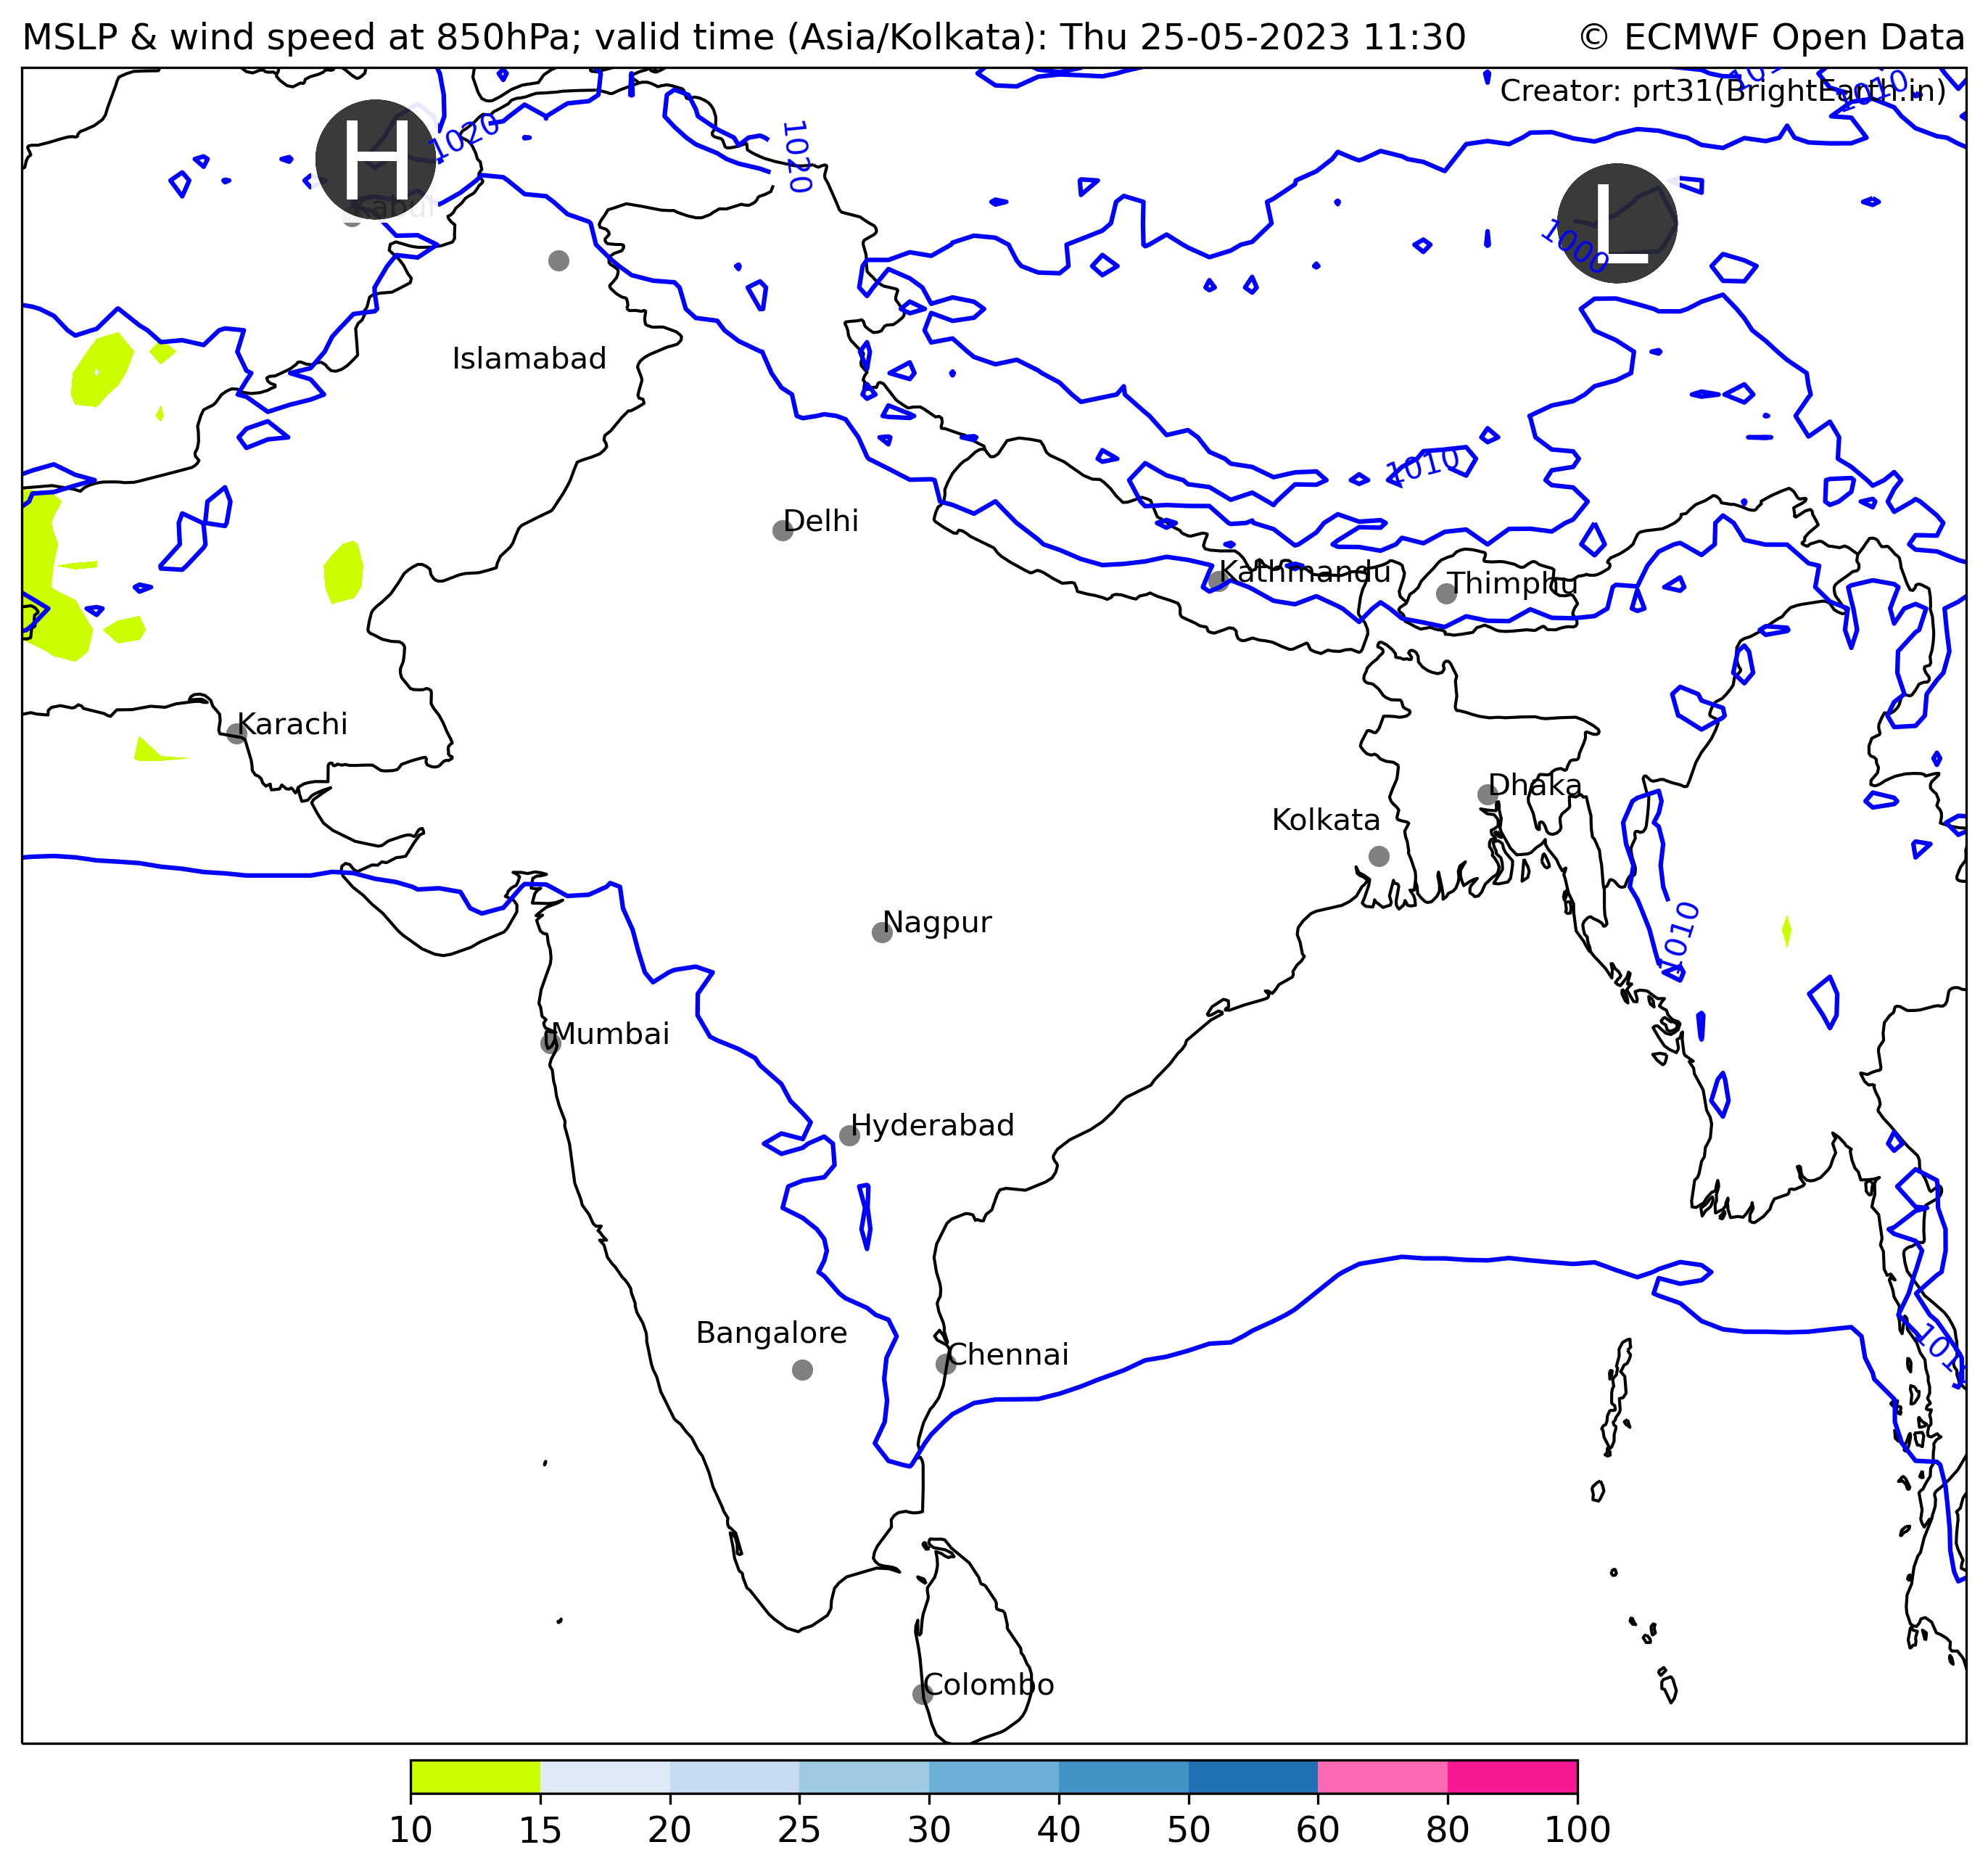 MSLP & wind speed at 850hPa; valid time (Asia/Kolkata): Thu 25-05-2023 11:30
© ECMWF Open Data
Creator: prt31(BrightEarth.in)
1010
H
1020
1020
Kabul
L
1000
Islamabad
1010
Delhi
Kathmandu
Thimphu
Karachi
Dhaka
Kolkata
Nagpur
1010
Mumbai
Hyderabad
Bangalore
Chennai
Colombo
10 15 20 25 30 40 50 60 80 100